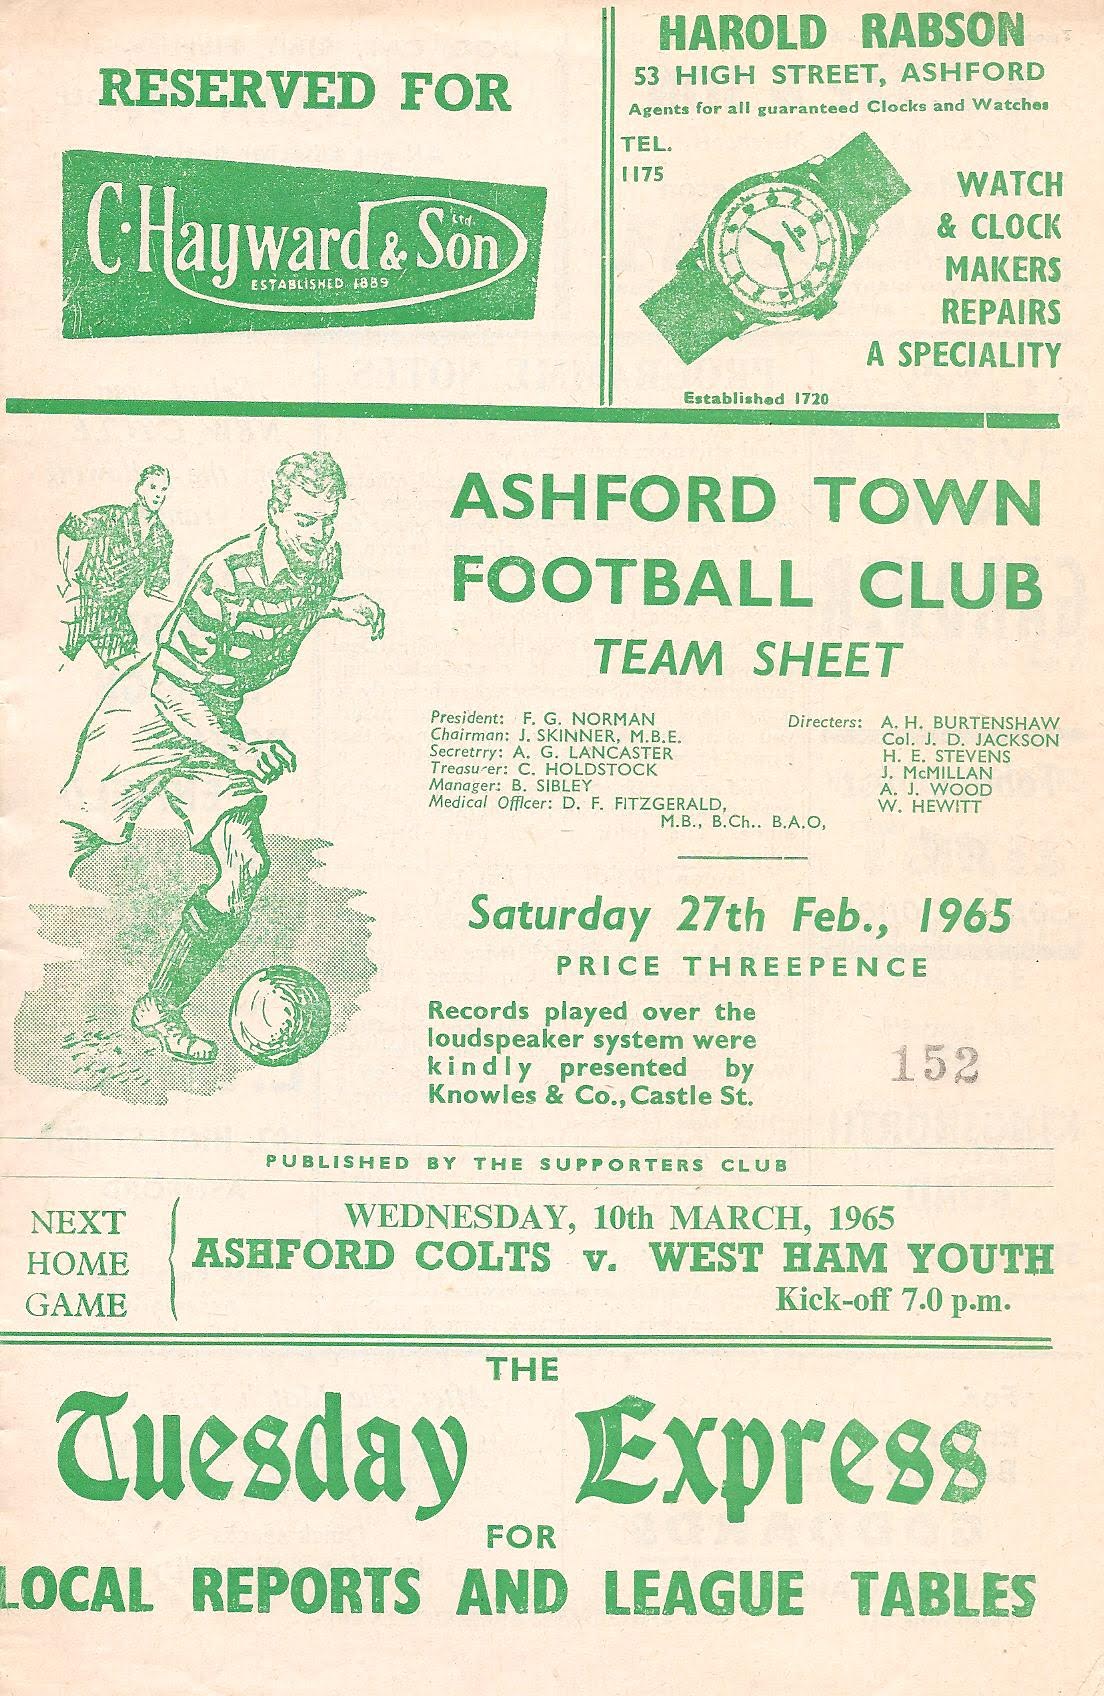 RESERVED FOR
C. Hayward & Son Ltd.
ESTABLISHED 1889
HAROLD RABSON
53 HIGH STREET, ASHFORD
Agents for all guaranteed Clocks and Watches
TEL.
1175
WATCH
& CLOCK
MAKERS
REPAIRS
A SPECIALITY
Established 1720
ASHFORD TOWN
FOOTBALL CLUB
TEAM SHEET
President: F. G. NORMAN
Chairman: J. SKINNER, M.B.E.
Secretrry: A. G. LANCASTER
Treasurer: C. HOLDSTOCK
Manager: B. SIBLEY
Medical Officer: D. F. FITZGERALD,
M.B., B.Ch.. B.A.O,
Directers: A. H. BURTENSHAW
Col. J. D. JACKSON
H. E. STEVENS
J. McMILLAN
A. J. WOOD
W. HEWITT
Saturday 27th Feb., 1965
PRICE THREEPENCE
Records played over the
loudspeaker system were
kindly presented by
Knowles & Co., Castle St.
152
PUBLISHED BY THE SUPPORTERS CLUB
NEXT
HOME
GAME
WEDNESDAY, 10th MARCH, 1965
ASHFORD COLTS v. WEST HAM YOUTH
Kick-off 7.0 p.m.
THE
Tuesday Express
FOR
LOCAL REPORTS AND LEAGUE TABLES